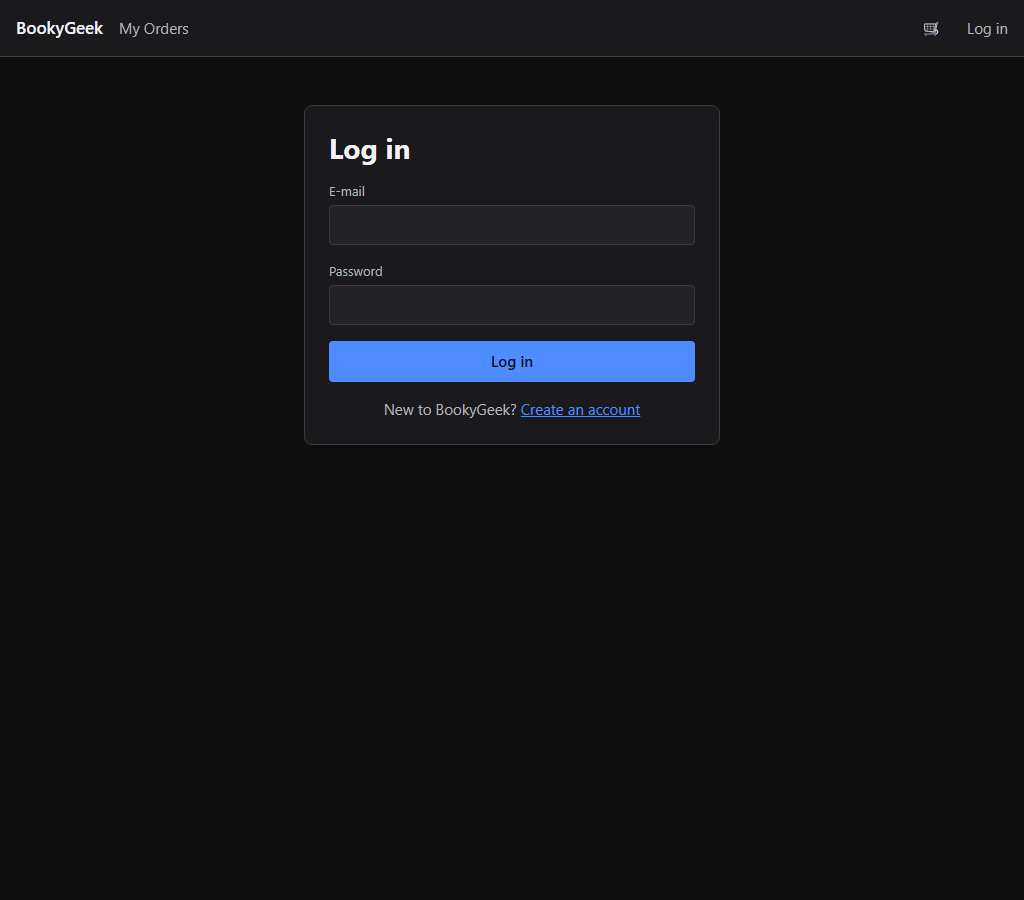 BookyGeek My Orders Log in
Log in
E-mail
Password
Log in
New to BookyGeek? Create an account